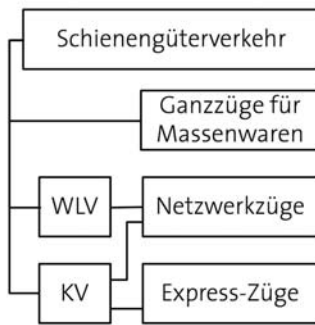 Schienengüterverkehr
Ganzzüge für
Massenwaren
WLV
Netzwerkzüge
KV
Express-Züge